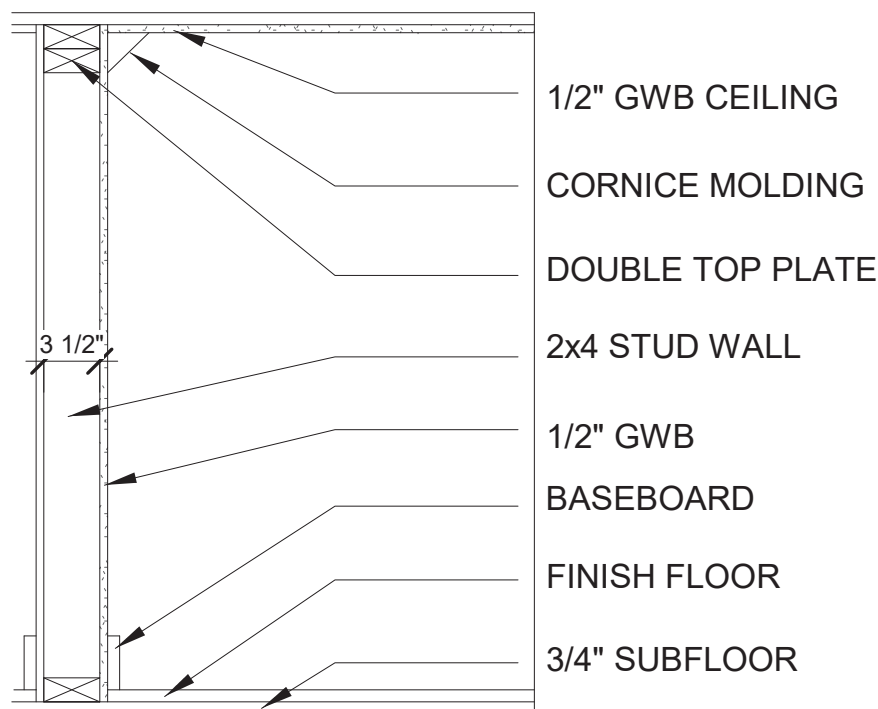 1/2" GWB CEILING
CORNICE MOLDING
DOUBLE TOP PLATE
3 1/2"
2x4 STUD WALL
1/2" GWB
BASEBOARD
FINISH FLOOR
3/4" SUBFLOOR